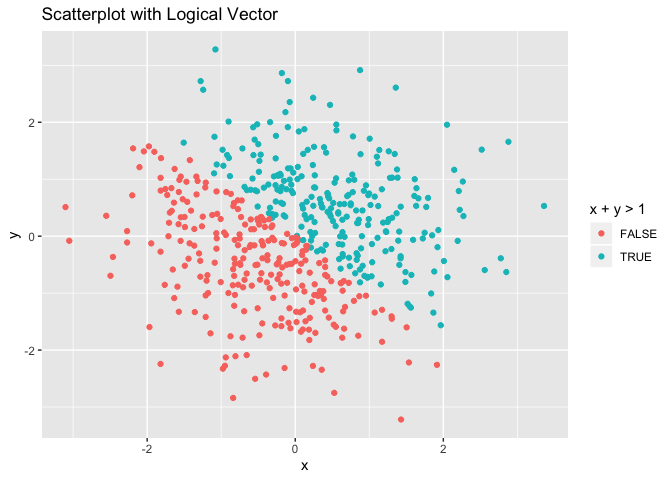 Scatterplot with Logical Vector
2
0
-2
y
-2
0
2
x
x + y > 1
FALSE
TRUE